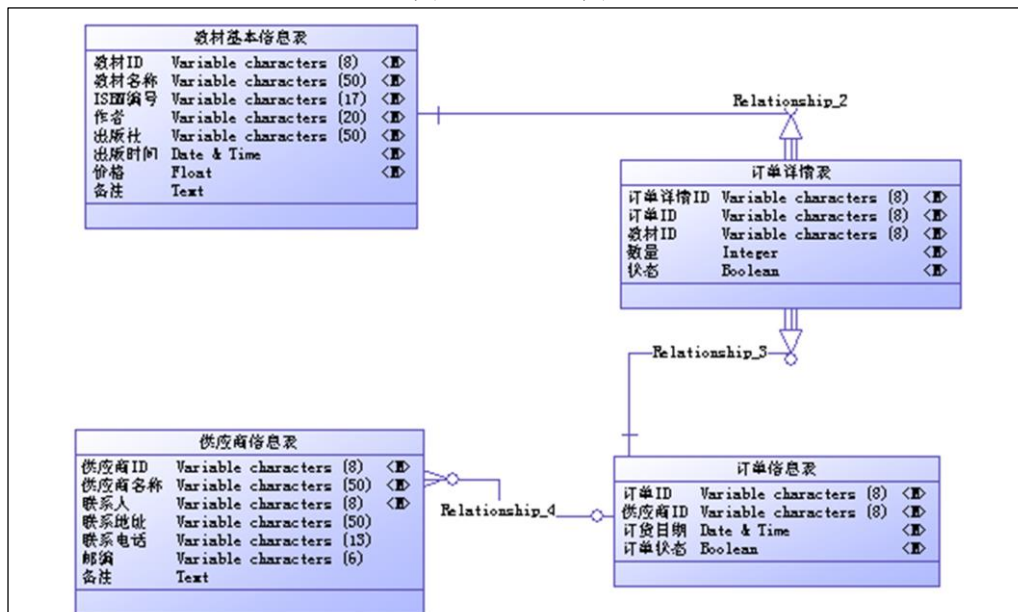 教材基本信息表
教材ID Variable characters (8) <M>
教材名称 Variable characters (50) <M>
ISBN编号 Variable characters (17) <M>
作者 Variable characters (20) <M>
出版社 Variable characters (50) <M>
出版时间 Date & Time <M>
价格 Float <M>
备注 Text
Relationship_2
订单详情表
订单详情ID Variable characters (8) <M>
订单ID Variable characters (8) <M>
教材ID Variable characters (8) <M>
数量 Integer <M>
状态 Boolean <M>
Relationship_3
供应商信息表
供应商ID Variable characters (8) <M>
供应商名称 Variable characters (50) <M>
联系人 Variable characters (8) <M>
联系地址 Variable characters (50)
联系电话 Variable characters (13)
邮编 Variable characters (6)
备注 Text
Relationship_4
订单信息表
订单ID Variable characters (8) <M>
供应商ID Variable characters (8) <M>
订货日期 Date & Time <M>
订单状态 Boolean <M>